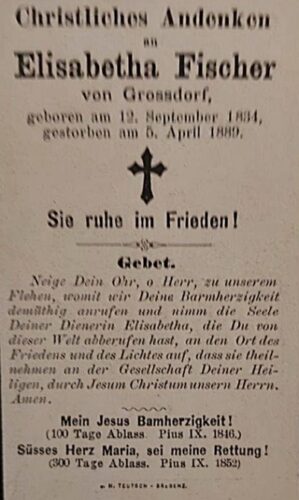 Christliches Andenken
an
Elisabetha Fischer
von Grossdorf,
geboren am 12. September 1834,
gestorben am 5. April 1889.
Sie ruhe im Frieden!
Gebet.
Neige Dein Ohr, o Herr, zu unserem
Flehen, womit wir Deine Barmherzigkeit
demüthig anrufen und nimm die Seele
Deiner Dienerin Elisabetha, die Du von
dieser Welt abberufen hast, an den Ort des
Friedens und des Lichtes auf, dass sie theil-
nehmen an der Gesellschaft Deiner Hei-
ligen, durch Jesum Christum unsern Herrn.
Amen.
Mein Jesus Bamherzigkeit!
(100 Tage Ablass. Pius IX. 1846.)
Süsses Herz Maria, sei meine Rettung!
(300 Tage Ablass. Pius IX. 1852)
TEUTSCH - BREGENZ.